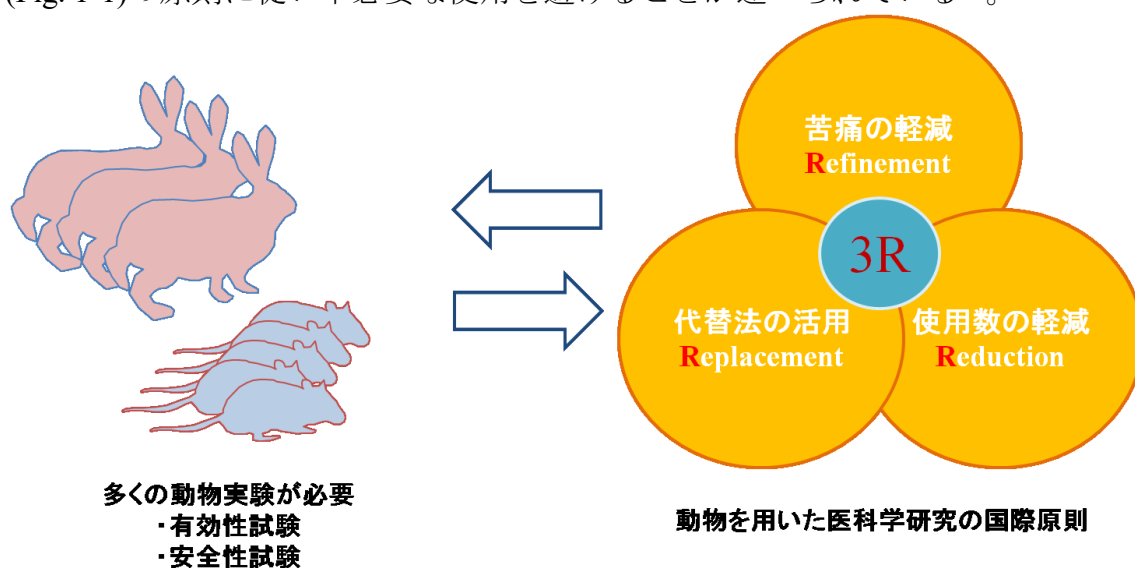 苦痛の軽減
Refinement
3R
代替法の活用
Replacement
使用数の軽減
Reduction
多くの動物実験が必要
・有効性試験
・安全性試験
動物を用いた医科学研究の国際原則